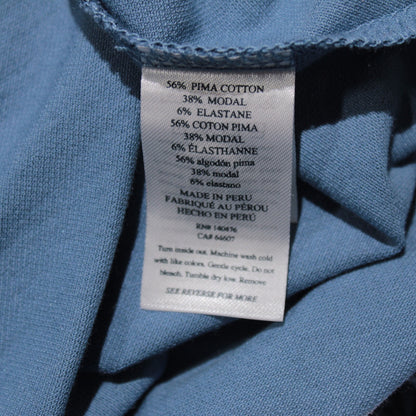 56% PIMA COTTON
38% MODAL
6% ELASTANE
56% COTON PIMA
38% MODAL
6% ÉLASTHANNE
56% algodón pima
38% modal
6% elastano
MADE IN PERU
FABRIQUÉ AU PÉROU
HECHO EN PERÚ
RN# 140476
CA# 64607
Turn inside out. Machine wash cold
with like colors. Gentle cycle. Do not
bleach. Tumble dry low. Remove
SEE REVERSE FOR MORE